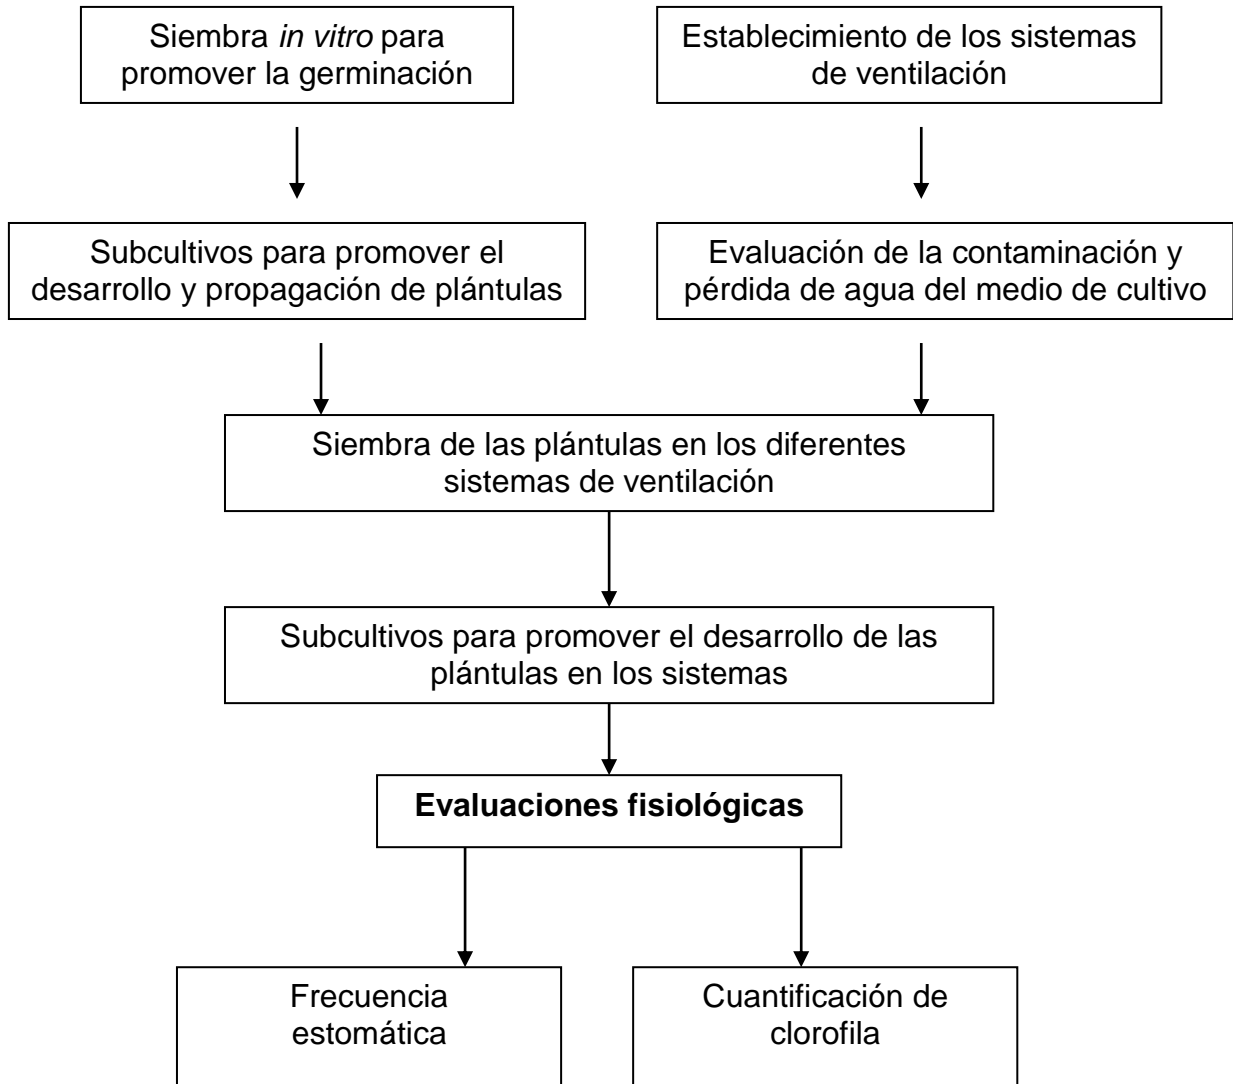 Siembra in vitro para
promover la germinación
Establecimiento de los sistemas
de ventilación
Subcultivos para promover el
desarrollo y propagación de plántulas
Evaluación de la contaminación y
pérdida de agua del medio de cultivo
Siembra de las plántulas en los diferentes
sistemas de ventilación
Subcultivos para promover el desarrollo de las
plántulas en los sistemas
Evaluaciones fisiológicas
Frecuencia
estomática
Cuantificación de
clorofila